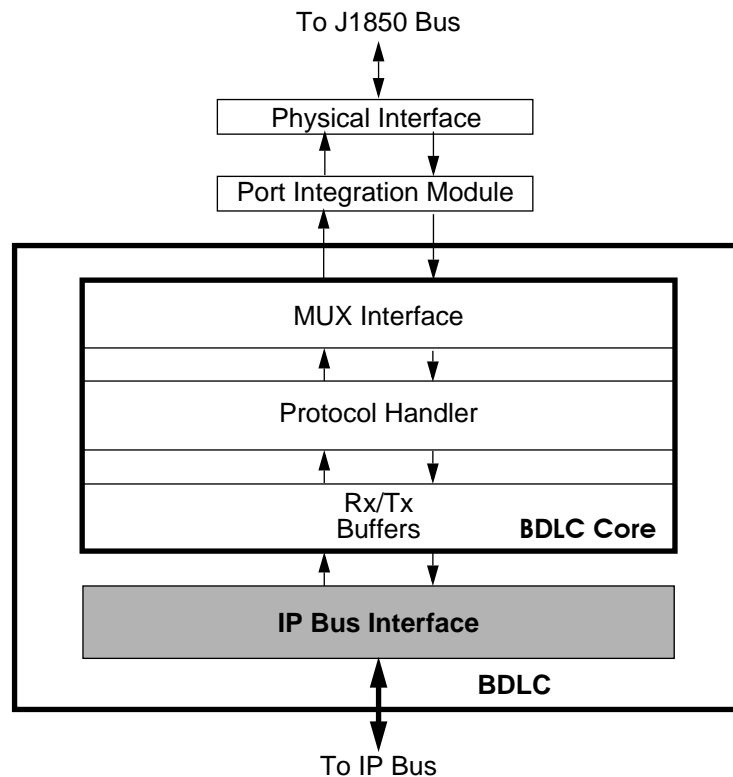 To J1850 Bus
Physical Interface
Port Integration Module
MUX Interface
Protocol Handler
Rx/Tx
Buffers
BDLC Core
IP Bus Interface
BDLC
To IP Bus